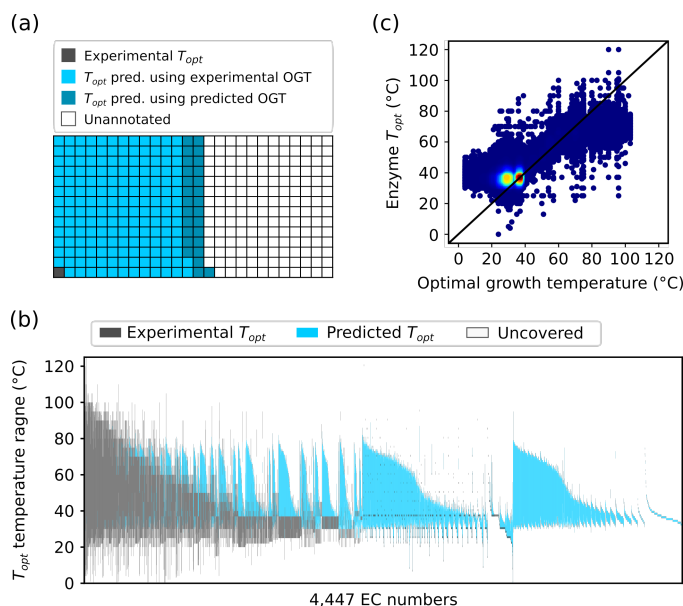 (a)
Experimental T_opt
T_opt pred. using experimental OGT
T_opt pred. using predicted OGT
Unannotated
(c)
120
100
80
60
40
20
0
Enzyme T_opt (°C)
0 20 40 60 80 100 120
Optimal growth temperature (°C)
(b)
Experimental T_opt Predicted T_opt Uncovered
120
100
80
60
40
20
0
T_opt temperature ragne (°C)
4,447 EC numbers